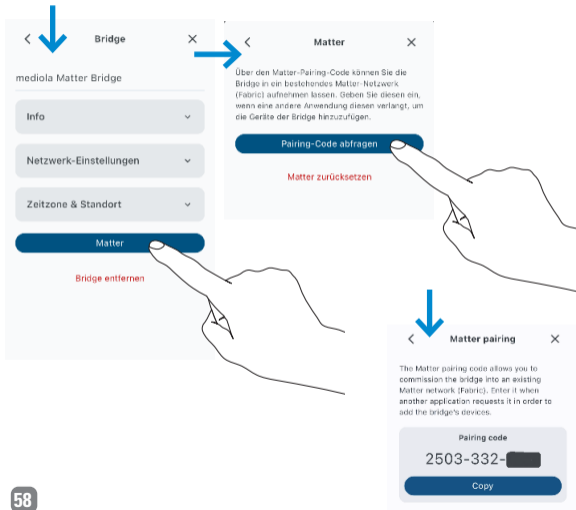 Bridge
mediola Matter Bridge
Info
Netzwerk-Einstellungen
Zeitzone & Standort
Matter
Bridge entfernen
Matter
Über den Matter-Pairing-Code können Sie die
Bridge in ein bestehendes Matter-Netzwerk
(Fabric) aufnehmen lassen. Geben Sie diesen ein,
wenn eine andere Anwendung diesen verlangt, um
die Geräte der Bridge hinzuzufügen.
Pairing-Code abfragen
Matter zurücksetzen
Matter pairing
The Matter pairing code allows you to
commission the bridge into an existing
Matter network (Fabric). Enter it when
another application requests it in order to
add the bridge's devices.
Pairing code
2503-332-
Copy
58